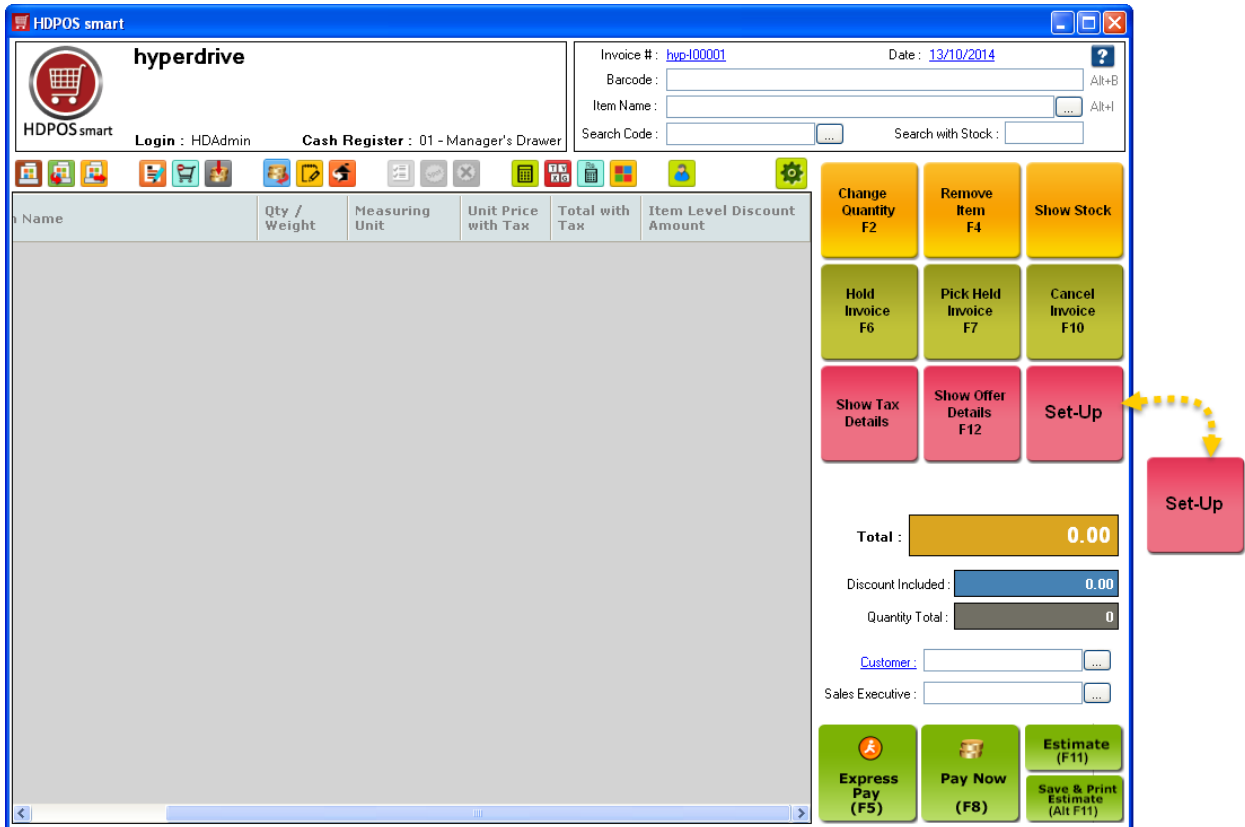 HDPOS smart
hyperdrive
HDPOS smart
Login : HDAdmin
Cash Register : 01 - Manager's Drawer
Invoice # : hyp-I00001
Date : 13/10/2014
?
Barcode :
Alt+B
Item Name :
...
Alt+I
Search Code :
...
Search with Stock :
n Name
Qty /
Weight
Measuring
Unit
Unit Price
with Tax
Total with
Tax
Item Level Discount
Amount
Change
Quantity
F2
Remove
Item
F4
Show Stock
Hold
Invoice
F6
Pick Held
Invoice
F7
Cancel
Invoice
F10
Show Tax
Details
Show Offer
Details
F12
Set-Up
Set-Up
Total :
0.00
Discount Included :
0.00
Quantity Total :
0
Customer :
...
Sales Executive :
...
Express
Pay
(F5)
Pay Now
(F8)
Estimate
(F11)
Save & Print
Estimate
(Alt F11)